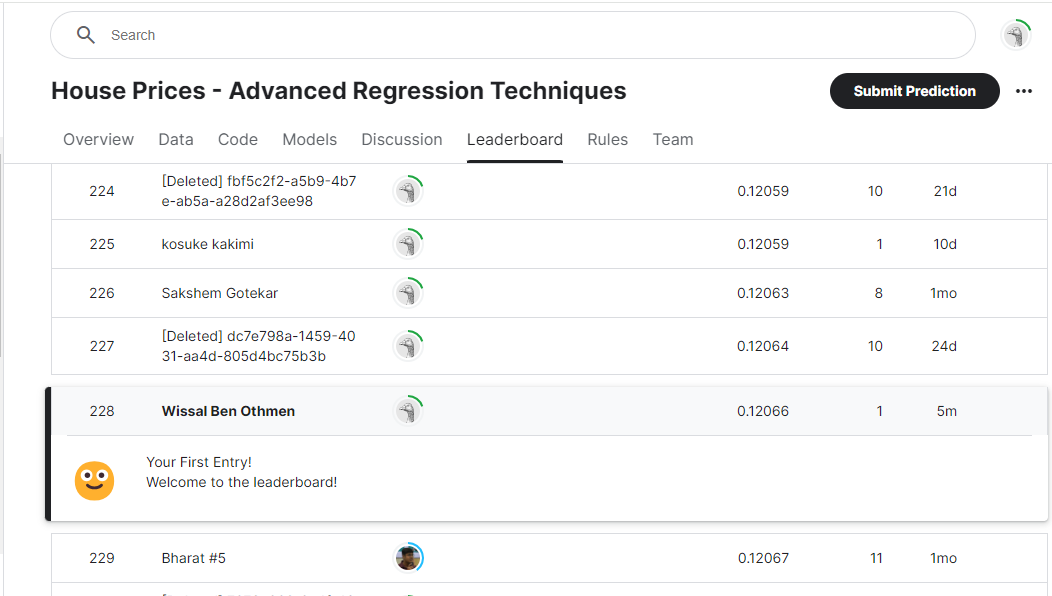 Search
House Prices - Advanced Regression Techniques
Submit Prediction
Overview Data Code Models Discussion Leaderboard Rules Team
224 [Deleted] fbf5c2f2-a5b9-4b7 0.12059 10 21d
e-ab5a-a28d2af3ee98
225 kosuke kakimi 0.12059 1 10d
226 Sakshem Gotekar 0.12063 8 1mo
227 [Deleted] dc7e798a-1459-40 0.12064 10 24d
31-aa4d-805d4bc75b3b
228 Wissal Ben Othmen 0.12066 1 5m
Your First Entry!
Welcome to the leaderboard!
229 Bharat #5 0.12067 11 1mo